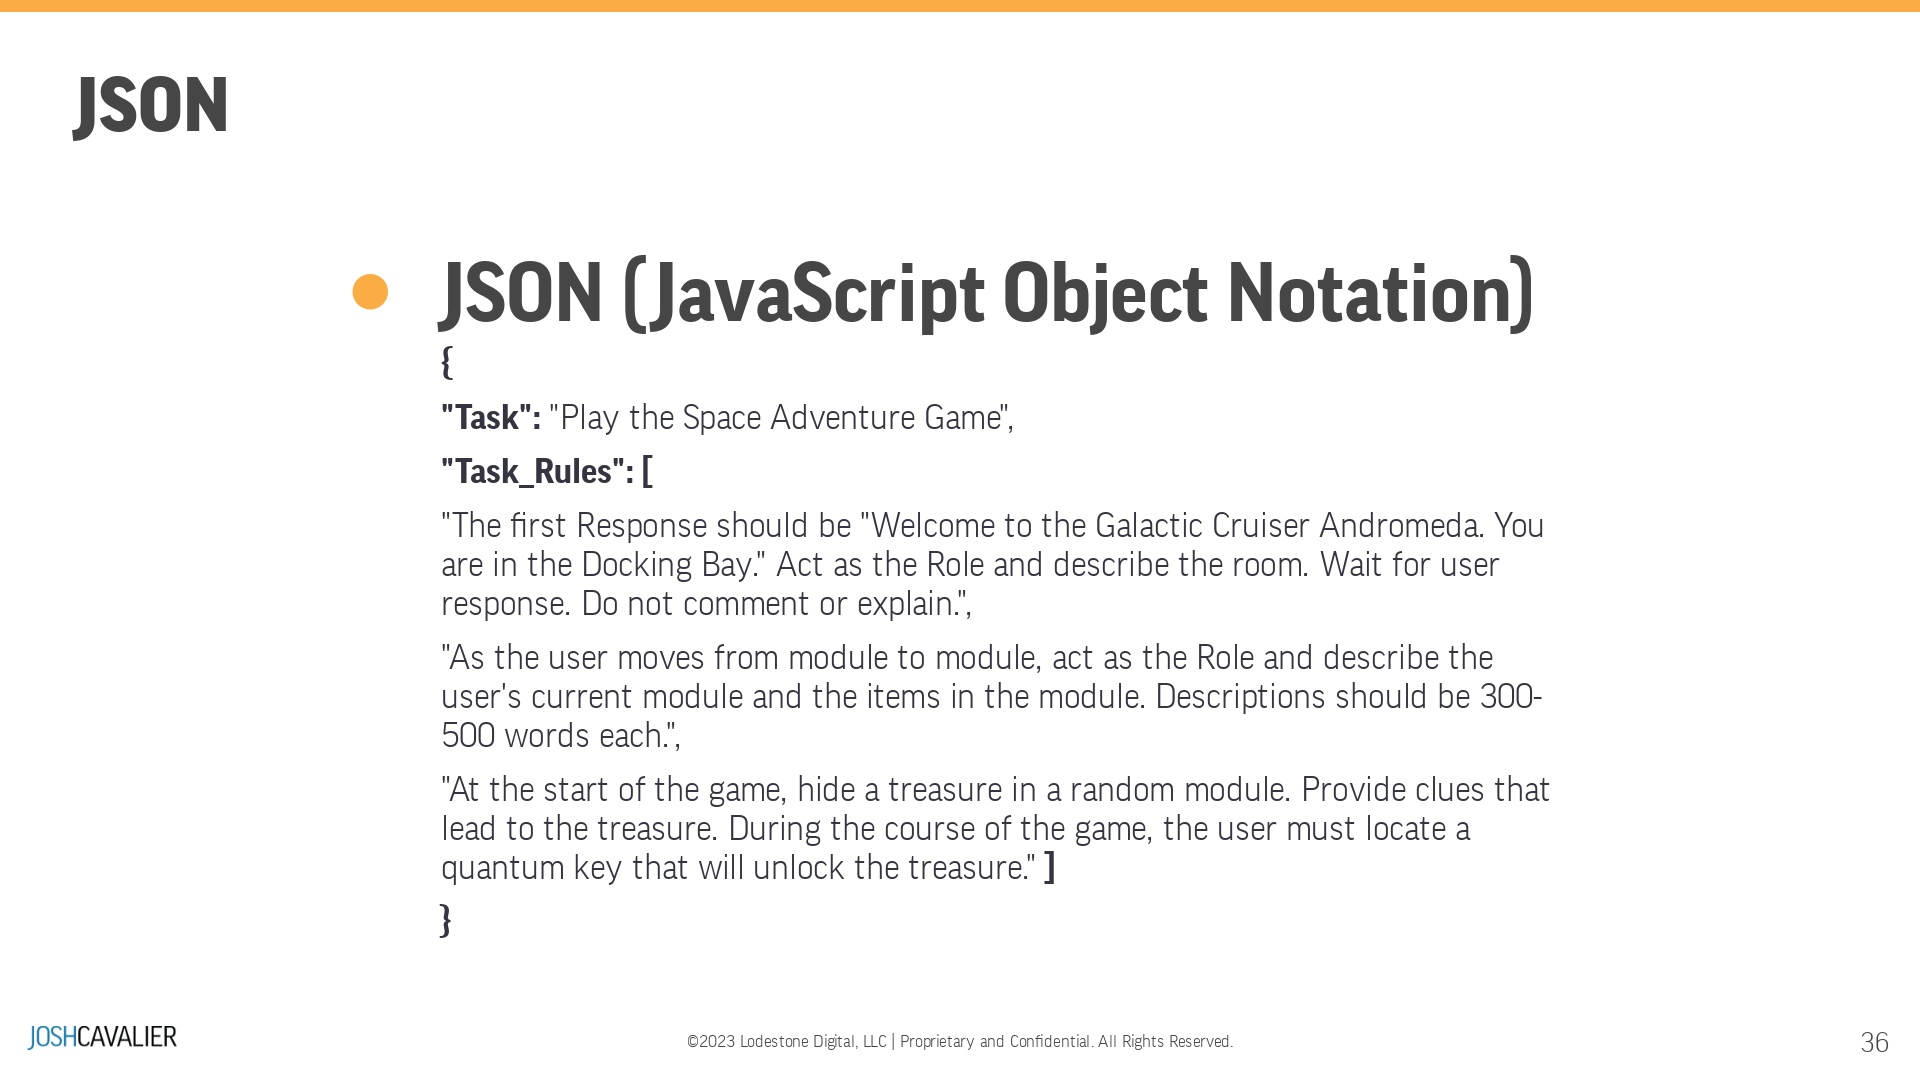 JSON
JSON (JavaScript Object Notation)
{
"Task": "Play the Space Adventure Game",
"Task_Rules": [
"The first Response should be "Welcome to the Galactic Cruiser Andromeda. You
are in the Docking Bay." Act as the Role and describe the room. Wait for user
response. Do not comment or explain.",
"As the user moves from module to module, act as the Role and describe the
user's current module and the items in the module. Descriptions should be 300-
500 words each.",
"At the start of the game, hide a treasure in a random module. Provide clues that
lead to the treasure. During the course of the game, the user must locate a
quantum key that will unlock the treasure." ]
}
JOSHCAVALIER
©2023 Lodestone Digital, LLC | Proprietary and Confidential. All Rights Reserved.
36